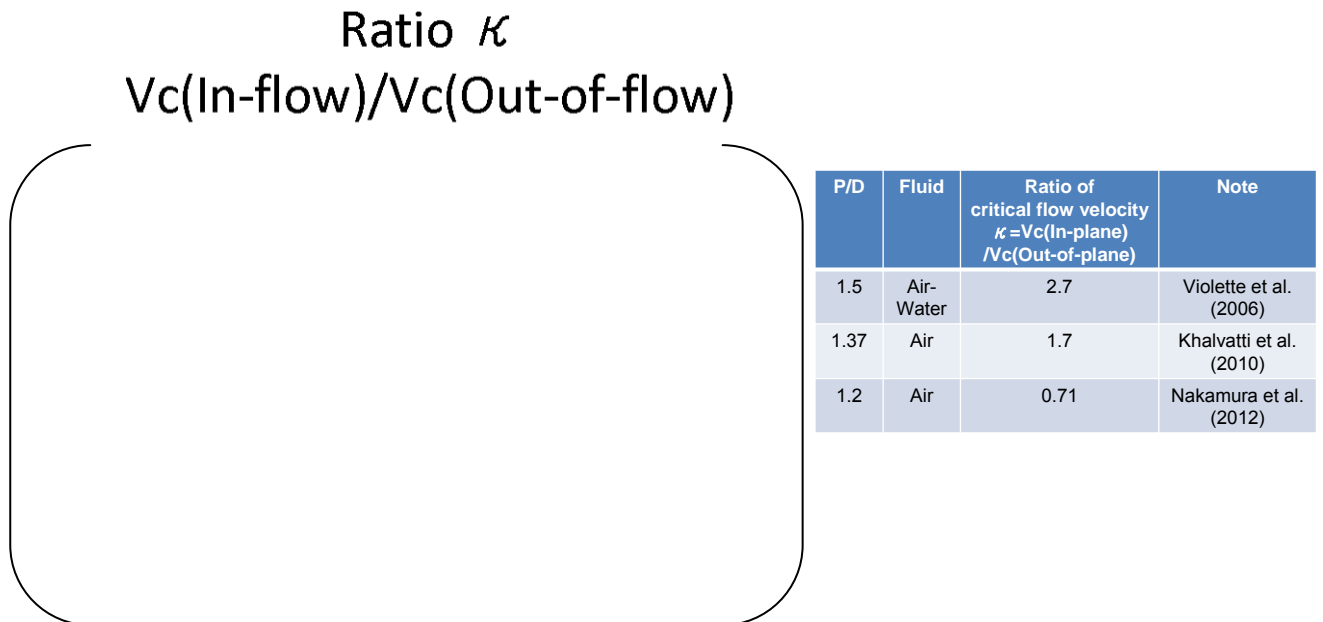 Ratio κ
Vc(In-flow)/Vc(Out-of-flow)
P/D Fluid Ratio of Note
critical flow velocity
κ=Vc(In-plane)
/Vc(Out-of-plane)
1.5 Air- 2.7 Violette et al.
Water (2006)
1.37 Air 1.7 Khalvatti et al.
(2010)
1.2 Air 0.71 Nakamura et al.
(2012)